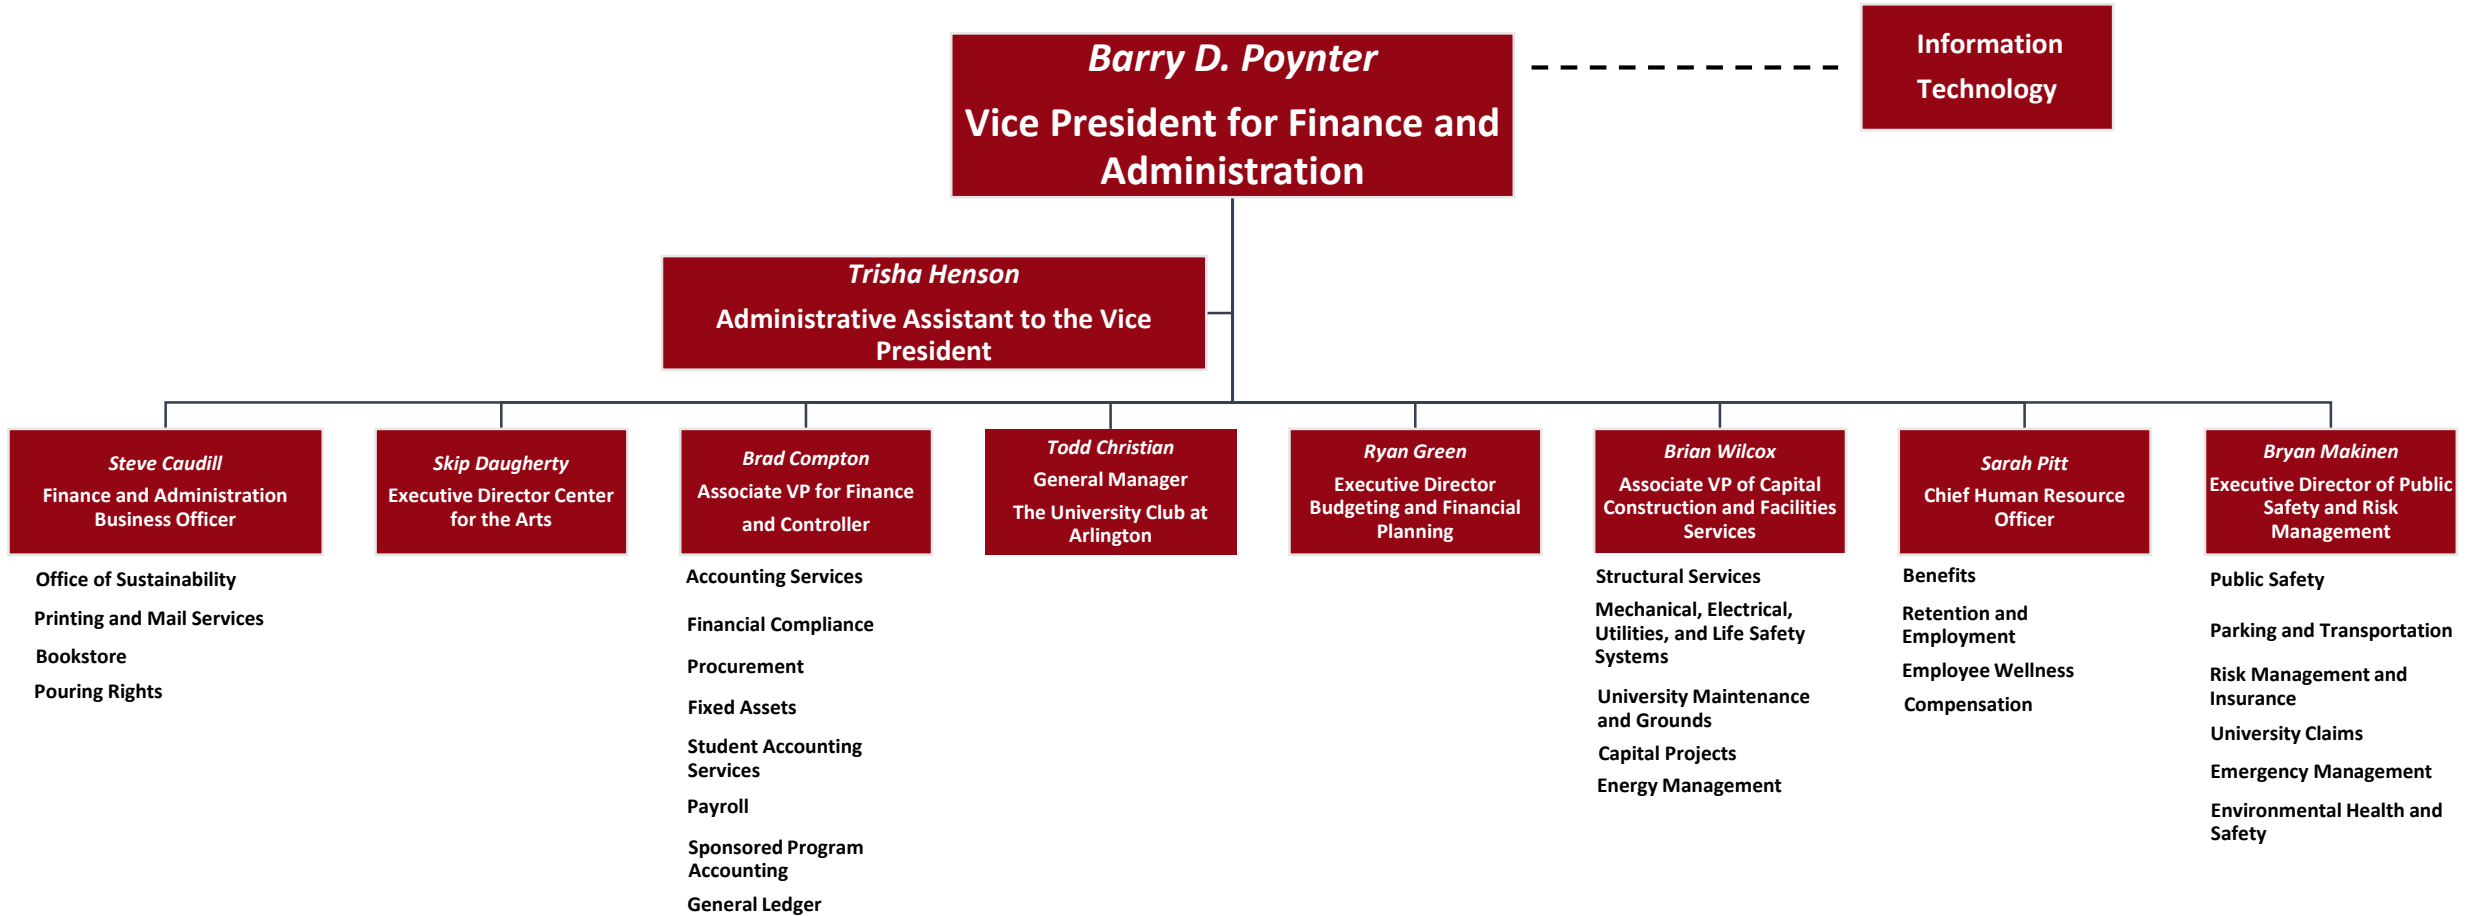 Barry D. Poynter
Vice President for Finance and
Administration
Information
Technology
Trisha Henson
Administrative Assistant to the Vice
President
Steve Caudill
Finance and Administration
Business Officer
Office of Sustainability
Printing and Mail Services
Bookstore
Pouring Rights
Skip Daugherty
Executive Director Center
for the Arts
Brad Compton
Associate VP for Finance
and Controller
Accounting Services
Financial Compliance
Procurement
Fixed Assets
Student Accounting
Services
Payroll
Sponsored Program
Accounting
General Ledger
Todd Christian
General Manager
The University Club at
Arlington
Ryan Green
Executive Director
Budgeting and Financial
Planning
Brian Wilcox
Associate VP of Capital
Construction and Facilities
Services
Structural Services
Mechanical, Electrical,
Utilities, and Life Safety
Systems
University Maintenance
and Grounds
Capital Projects
Energy Management
Sarah Pitt
Chief Human Resource
Officer
Benefits
Retention and
Employment
Employee Wellness
Compensation
Bryan Makinen
Executive Director of Public
Safety and Risk
Management
Public Safety
Parking and Transportation
Risk Management and
Insurance
University Claims
Emergency Management
Environmental Health and
Safety